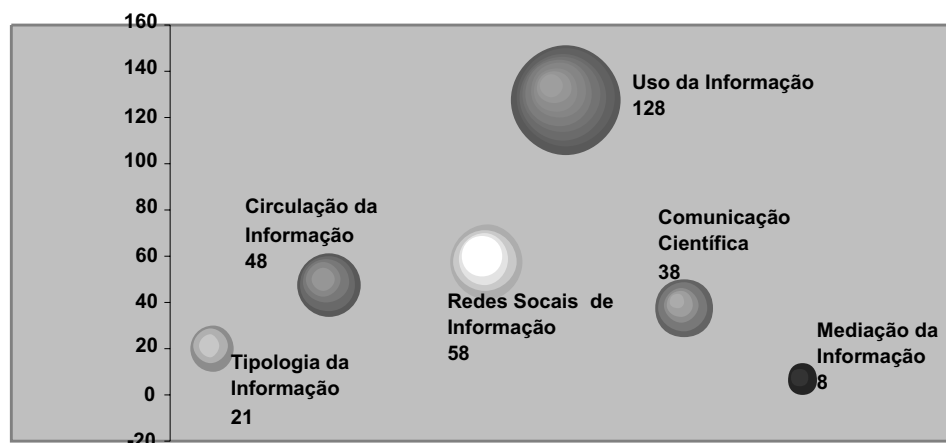 160
140
120
100
80
60
40
20
0
-20
Uso da Informação
128
Circulação da
Informação
48
Comunicação
Científica
38
Redes Socais de
Informação
58
Mediação da
Informação
8
Tipologia da
Informação
21